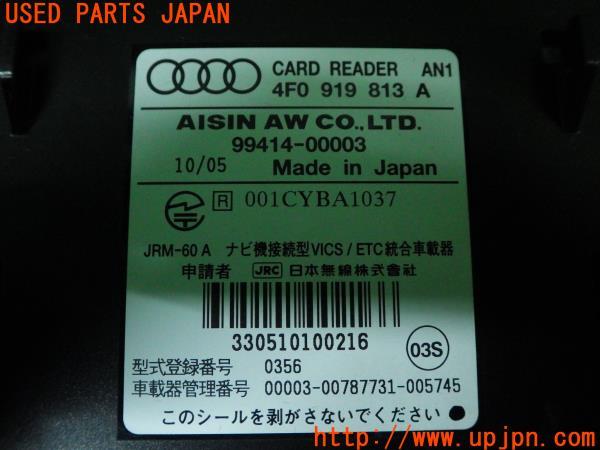 USED PARTS JAPAN
CARD READER AN1
4F0 919 813 A
AISIN AW CO.,LTD.
99414-00003
10/05 Made in Japan
R 001CYBA1037
JRM-60A ナビ機接続型VICS/ETC統合車載器
申請者 JRC 日本無線株式會社
330510100216
03S
型式登録番号 0356
車載器管理番号 00003-00787731-005745
このシールを剥がさないでください
http://www.upjpn.com